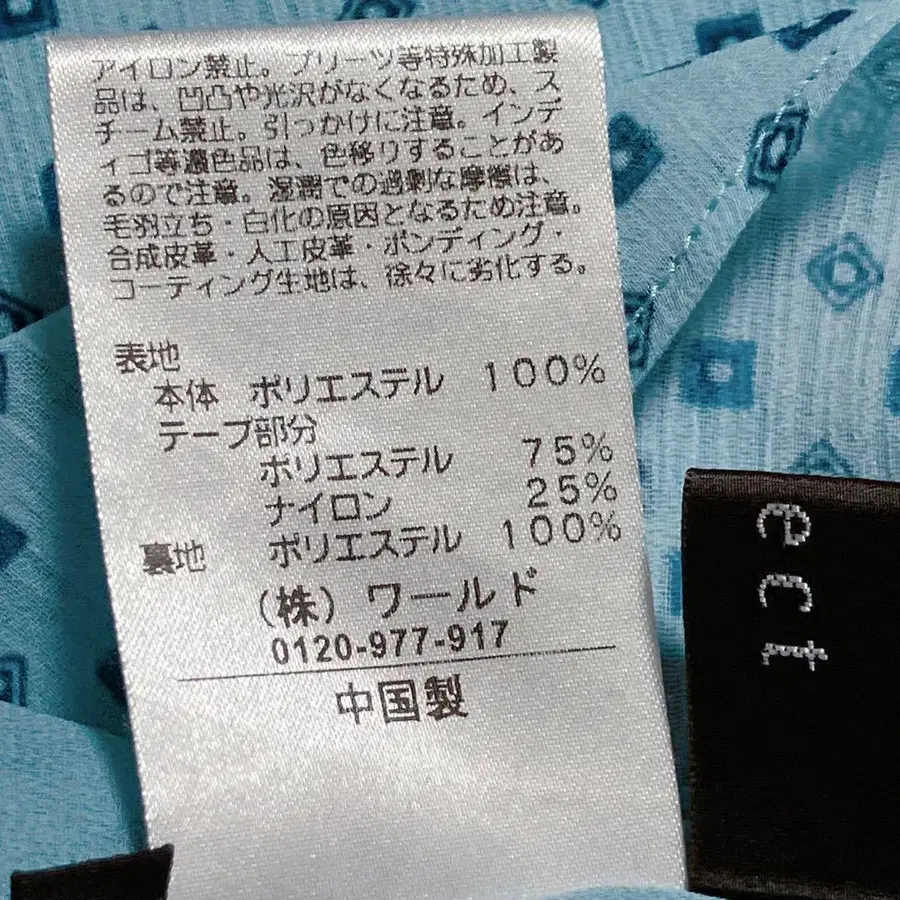 アイロン禁止。プリーツ等特殊加工製
品は、凹凸や光沢がなくなるため、ス
チーム禁止。引っかけに注意。インデ
ィゴ等濃色品は、色移りすることがあ
るので注意。湿潤での過剰な摩擦は、
毛羽立ち・白化の原因となるため注意。
合成皮革・人工皮革・ボンディング・
コーティング生地は、徐々に劣化する。
表地
本体 ポリエステル 100%
テープ部分
ポリエステル 75%
ナイロン 25%
裏地 ポリエステル 100%
(株) ワールド
0120-977-917
中国製
ect